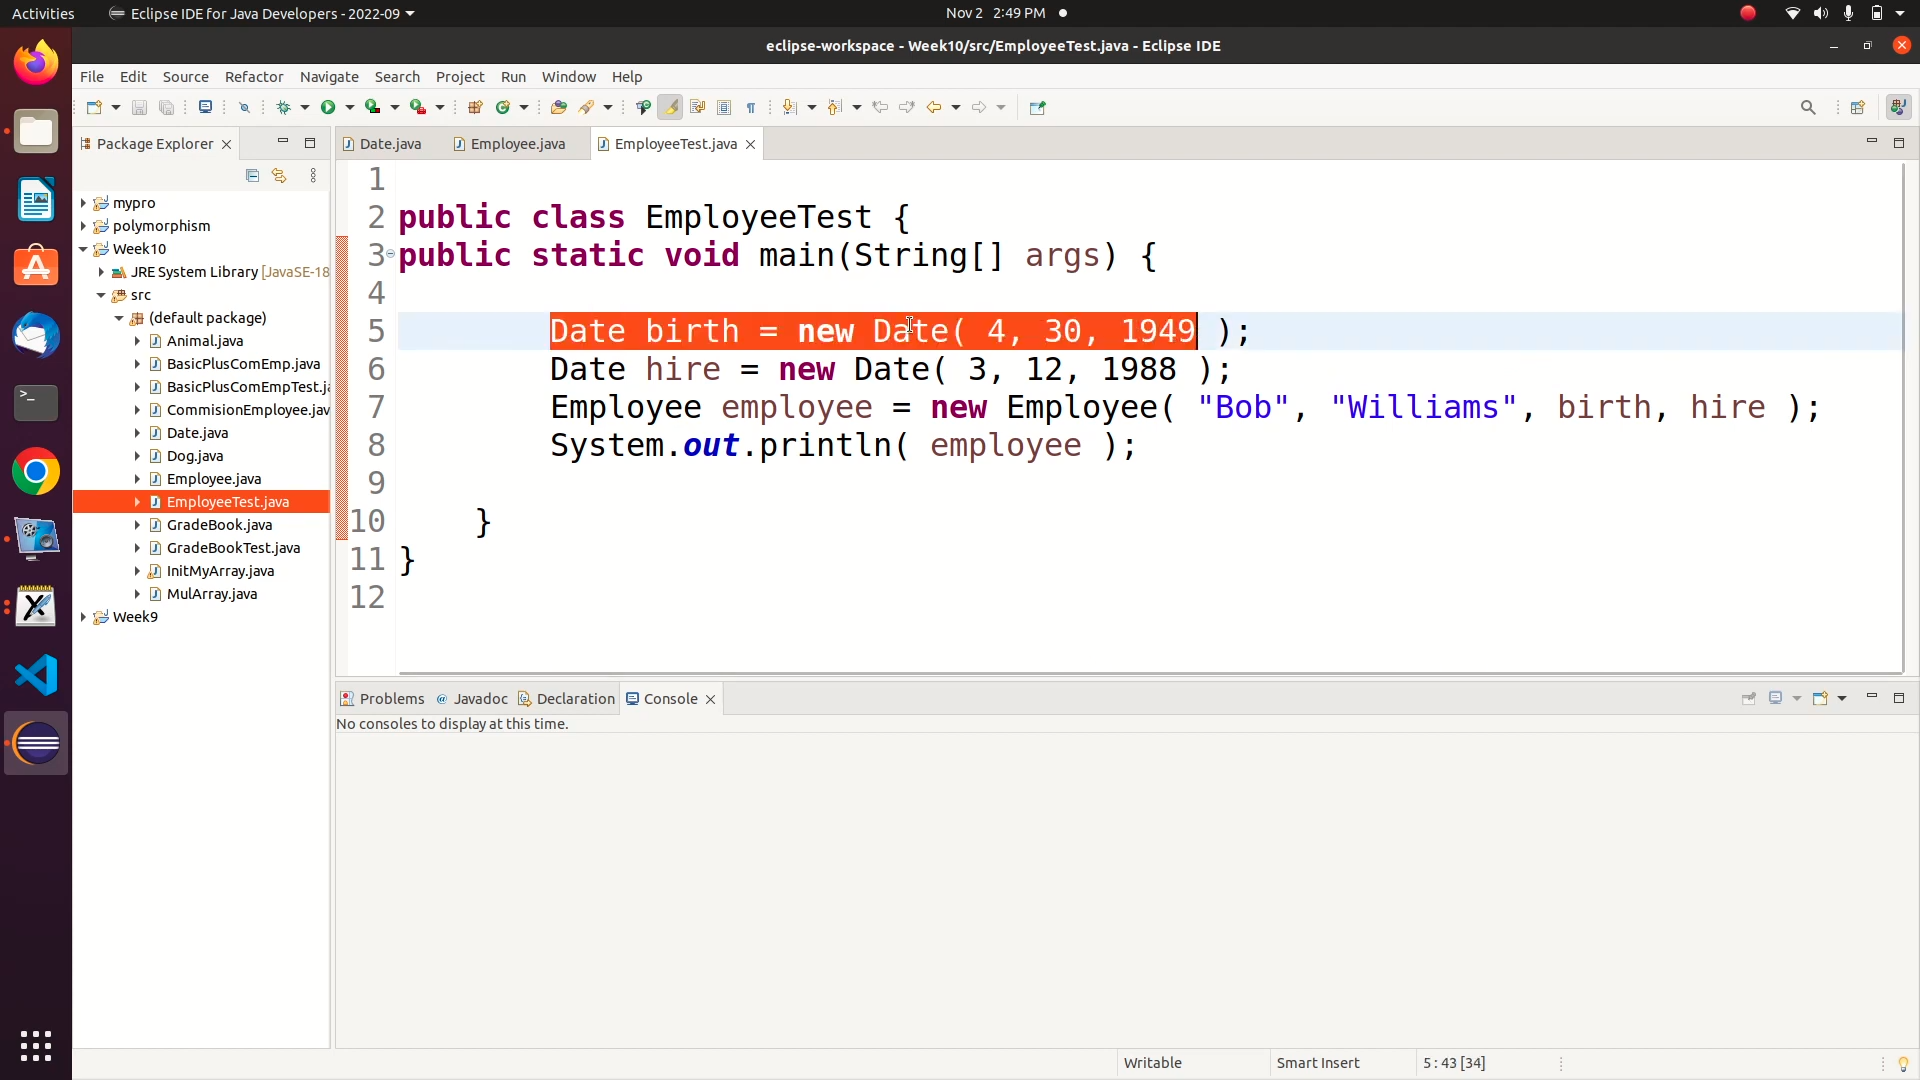 Activities Eclipse IDE for Java Developers - 2022-09 Nov 2 2:49 PM
eclipse-workspace - Week10/src/EmployeeTest.java - Eclipse IDE
File Edit Source Refactor Navigate Search Project Run Window Help
Package Explorer Date.java Employee.java EmployeeTest.java
mypro
polymorphism
Week10
JRE System Library [JavaSE-18
src
(default package)
Animal.java
BasicPlusComEmp.java
BasicPlusComEmpTest.ja
CommisionEmployee.jav
Date.java
Dog.java
Employee.java
EmployeeTest.java
GradeBook.java
GradeBookTest.java
InitMyArray.java
MulArray.java
Week9
1
2 public class EmployeeTest {
3 public static void main(String[] args) {
4
5 Date birth = new Date( 4, 30, 1949 );
6 Date hire = new Date( 3, 12, 1988 );
7 Employee employee = new Employee( "Bob", "Williams", birth, hire );
8 System.out.println( employee );
9
10 }
11 }
12
Problems @ Javadoc Declaration Console
No consoles to display at this time.
Writable Smart Insert 5 : 43 [34]